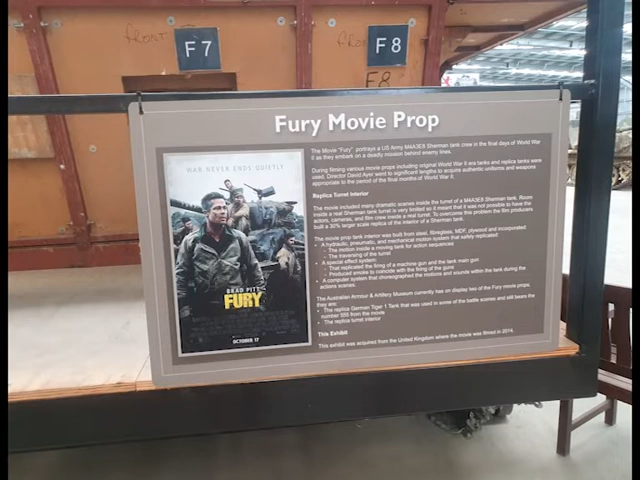 F 7
F 8
F8
Fury Movie Prop
WAR NEVER ENDS QUIETLY
BRAD PITT
FURY
OCTOBER 17
The Movie "Fury" portrays a US Army M4A3E8 Sherman tank crew in the final days of World War
II as they embark on a deadly mission behind enemy lines.
During filming various movie props including original World War II era tanks and replica tanks were
used. Director David Ayer went to significant lengths to acquire authentic uniforms and weapons
appropriate to the period of the final months of World War II.
Replica Turret Interior
The movie included many dramatic scenes inside the turret of a M4A3E8 Sherman tank. Room
inside a real Sherman tank turret is very limited so it meant that it was not possible to have the
actors, cameras, and film crew inside a real turret. To overcome this problem the film producers
built a 30% larger scale replica of the interior of a Sherman tank.
The movie prop tank interior was built from steel, fibreglass, MDF, plywood and incorporated
• A hydraulic, pneumatic, and mechanical motion system that safely replicated
- The motion inside a moving tank for action sequences
- The traversing of the turret
• A special effect system:
- That replicated the firing of a machine gun and the tank main gun
- Produced smoke to coincide with the firing of the guns
• A computer system that choreographed the motions and sounds within the tank during the
actions scenes.
The Australian Armour & Artillery Museum currently has on display two of the Fury movie props,
they are:
• The replica German Tiger 1 Tank that was used in some of the battle scenes and still bears the
number 555 from the movie
• The replica turret interior
This Exhibit
This exhibit was acquired from the United Kingdom where the movie was filmed in 2014.